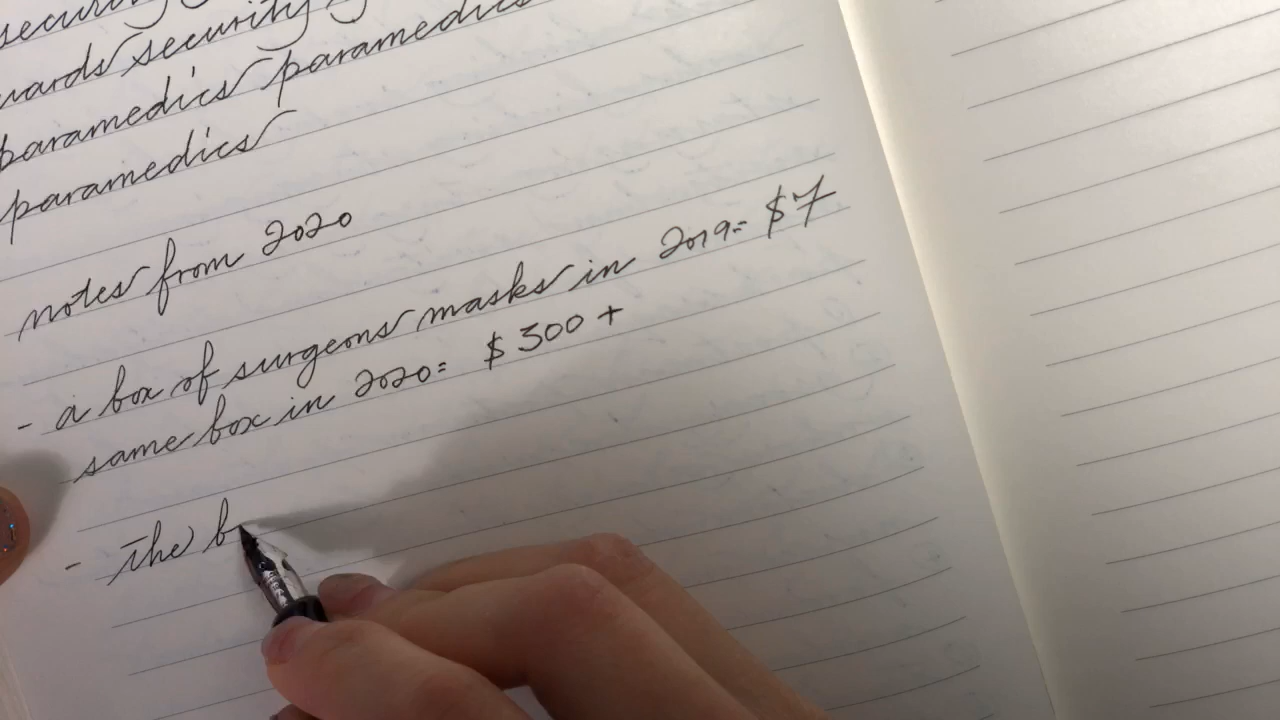 security
wards security
paramedics paramedics
paramedics
notes from 2020
- a box of surgeons masks in 2019= $7
same box in 2020= $300+
- the b